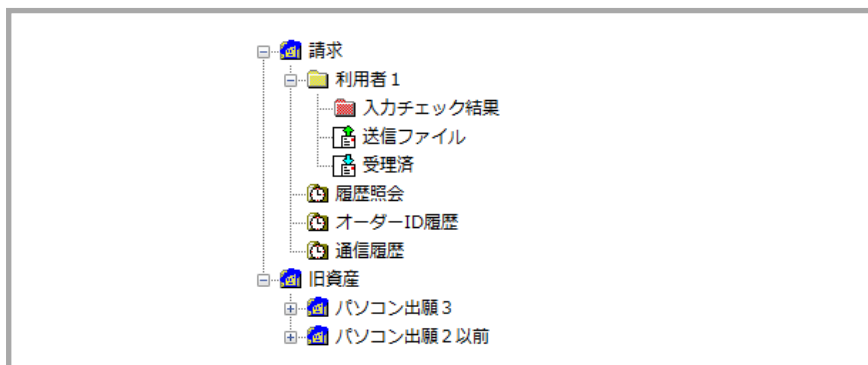 請求
利用者１
入力チェック結果
送信ファイル
受理済
履歴照会
オーダーID履歴
通信履歴
旧資産
パソコン出願３
パソコン出願２以前